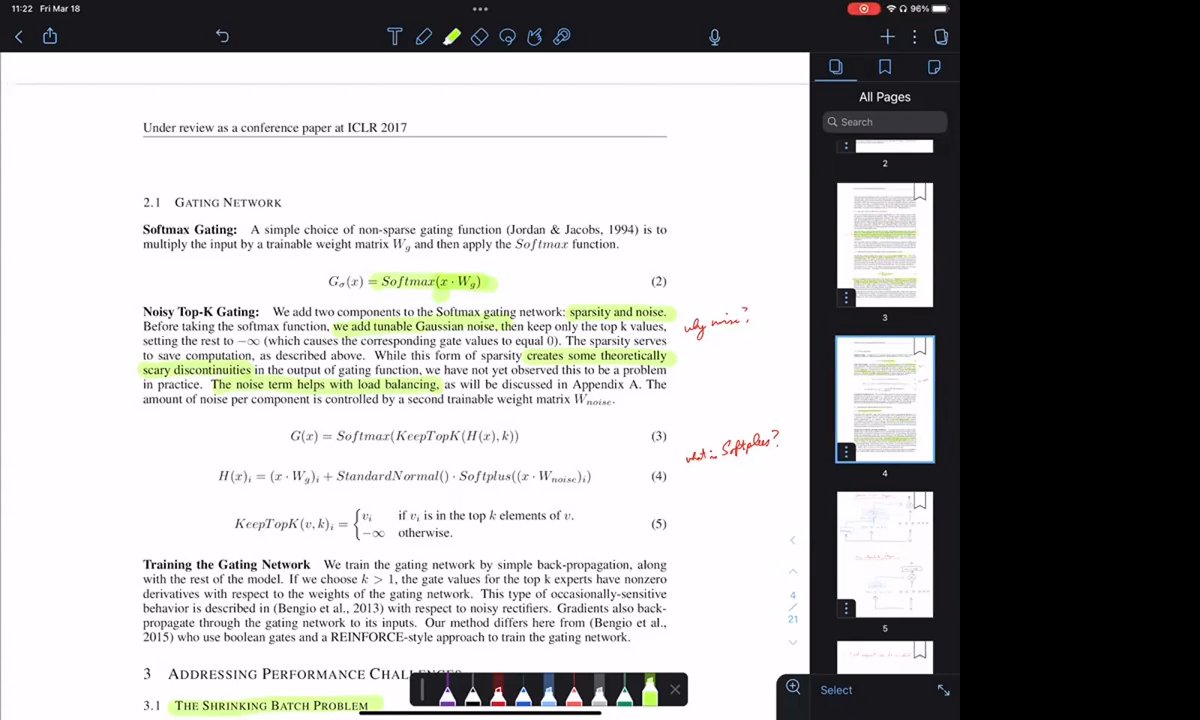 11:22 Fri Mar 18
96%
All Pages
Search
2
3
4
5
Select
4
21
Under review as a conference paper at ICLR 2017
2.1 GATING NETWORK
Softmax Gating: A simple choice of non-sparse gating function (Jordan & Jacobs, 1994) is to
multiply the input by a trainable weight matrix Wg and then apply the Softmax function.
Gσ(x) = Softmax(x · Wg) (2)
Noisy Top-K Gating: We add two components to the Softmax gating network: sparsity and noise.
Before taking the softmax function, we add tunable Gaussian noise, then keep only the top k values,
setting the rest to −∞ (which causes the corresponding gate values to equal 0). The sparsity serves
to save computation, as described above. While this form of sparsity creates some theoretically
scary discontinuities in the output of gating function, we have not yet observed this to be a problem
in practice. The noise term helps with load balancing, as will be discussed in Appendix A. The
amount of noise per component is controlled by a second trainable weight matrix Wnoise.
why noise?
G(x) = Softmax(KeepTopK(H(x), k)) (3)
what is Softplus?
H(x)i = (x · Wg)i + StandardNormal() · Softplus((x · Wnoise)i) (4)
KeepTopK(v, k)i = { vi if vi is in the top k elements of v. (5)
−∞ otherwise.
Training the Gating Network We train the gating network by simple back-propagation, along
with the rest of the model. If we choose k > 1, the gate values for the top k experts have nonzero
derivatives with respect to the weights of the gating network. This type of occasionally-sensitive
behavior is described in (Bengio et al., 2013) with respect to noisy rectifiers. Gradients also back-
propagate through the gating network to its inputs. Our method differs here from (Bengio et al.,
2015) who use boolean gates and a REINFORCE-style approach to train the gating network.
3 ADDRESSING PERFORMANCE CHALLENGES
3.1 THE SHRINKING BATCH PROBLEM